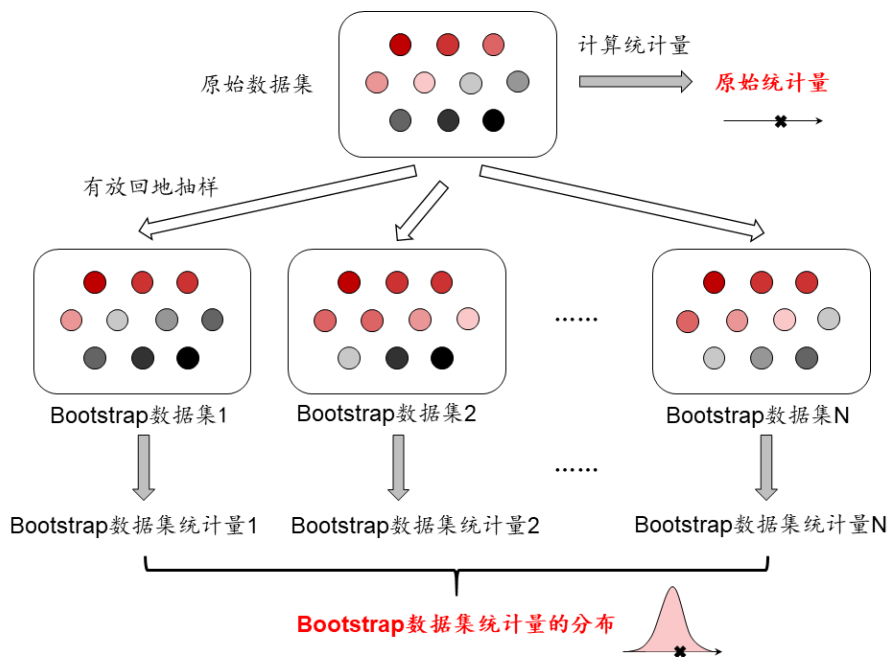 计算统计量
原始数据集
原始统计量
有放回地抽样
……
Bootstrap数据集1
Bootstrap数据集2
Bootstrap数据集N
……
Bootstrap数据集统计量1
Bootstrap数据集统计量2
Bootstrap数据集统计量N
Bootstrap数据集统计量的分布